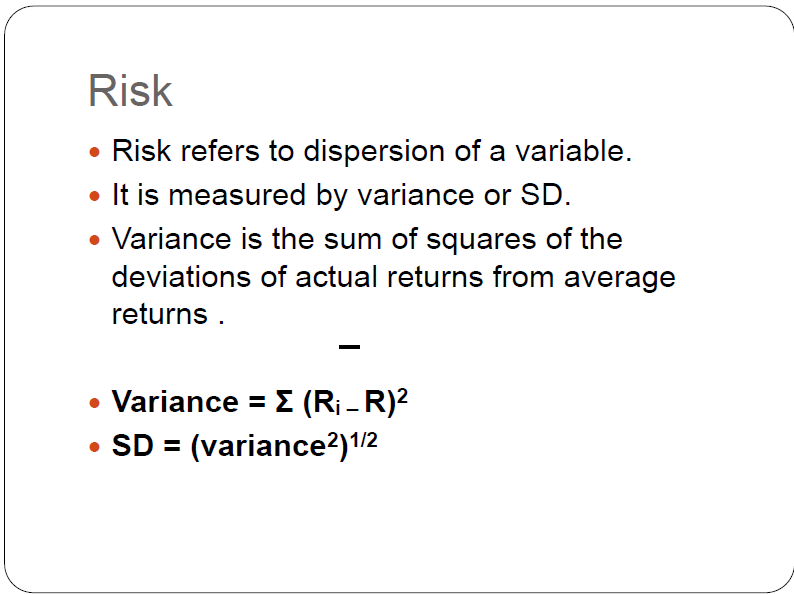 Risk
• Risk refers to dispersion of a variable.
• It is measured by variance or SD.
• Variance is the sum of squares of the
deviations of actual returns from average
returns .
–
• Variance = Σ (Rᵢ – R)²
• SD = (variance²)¹/²